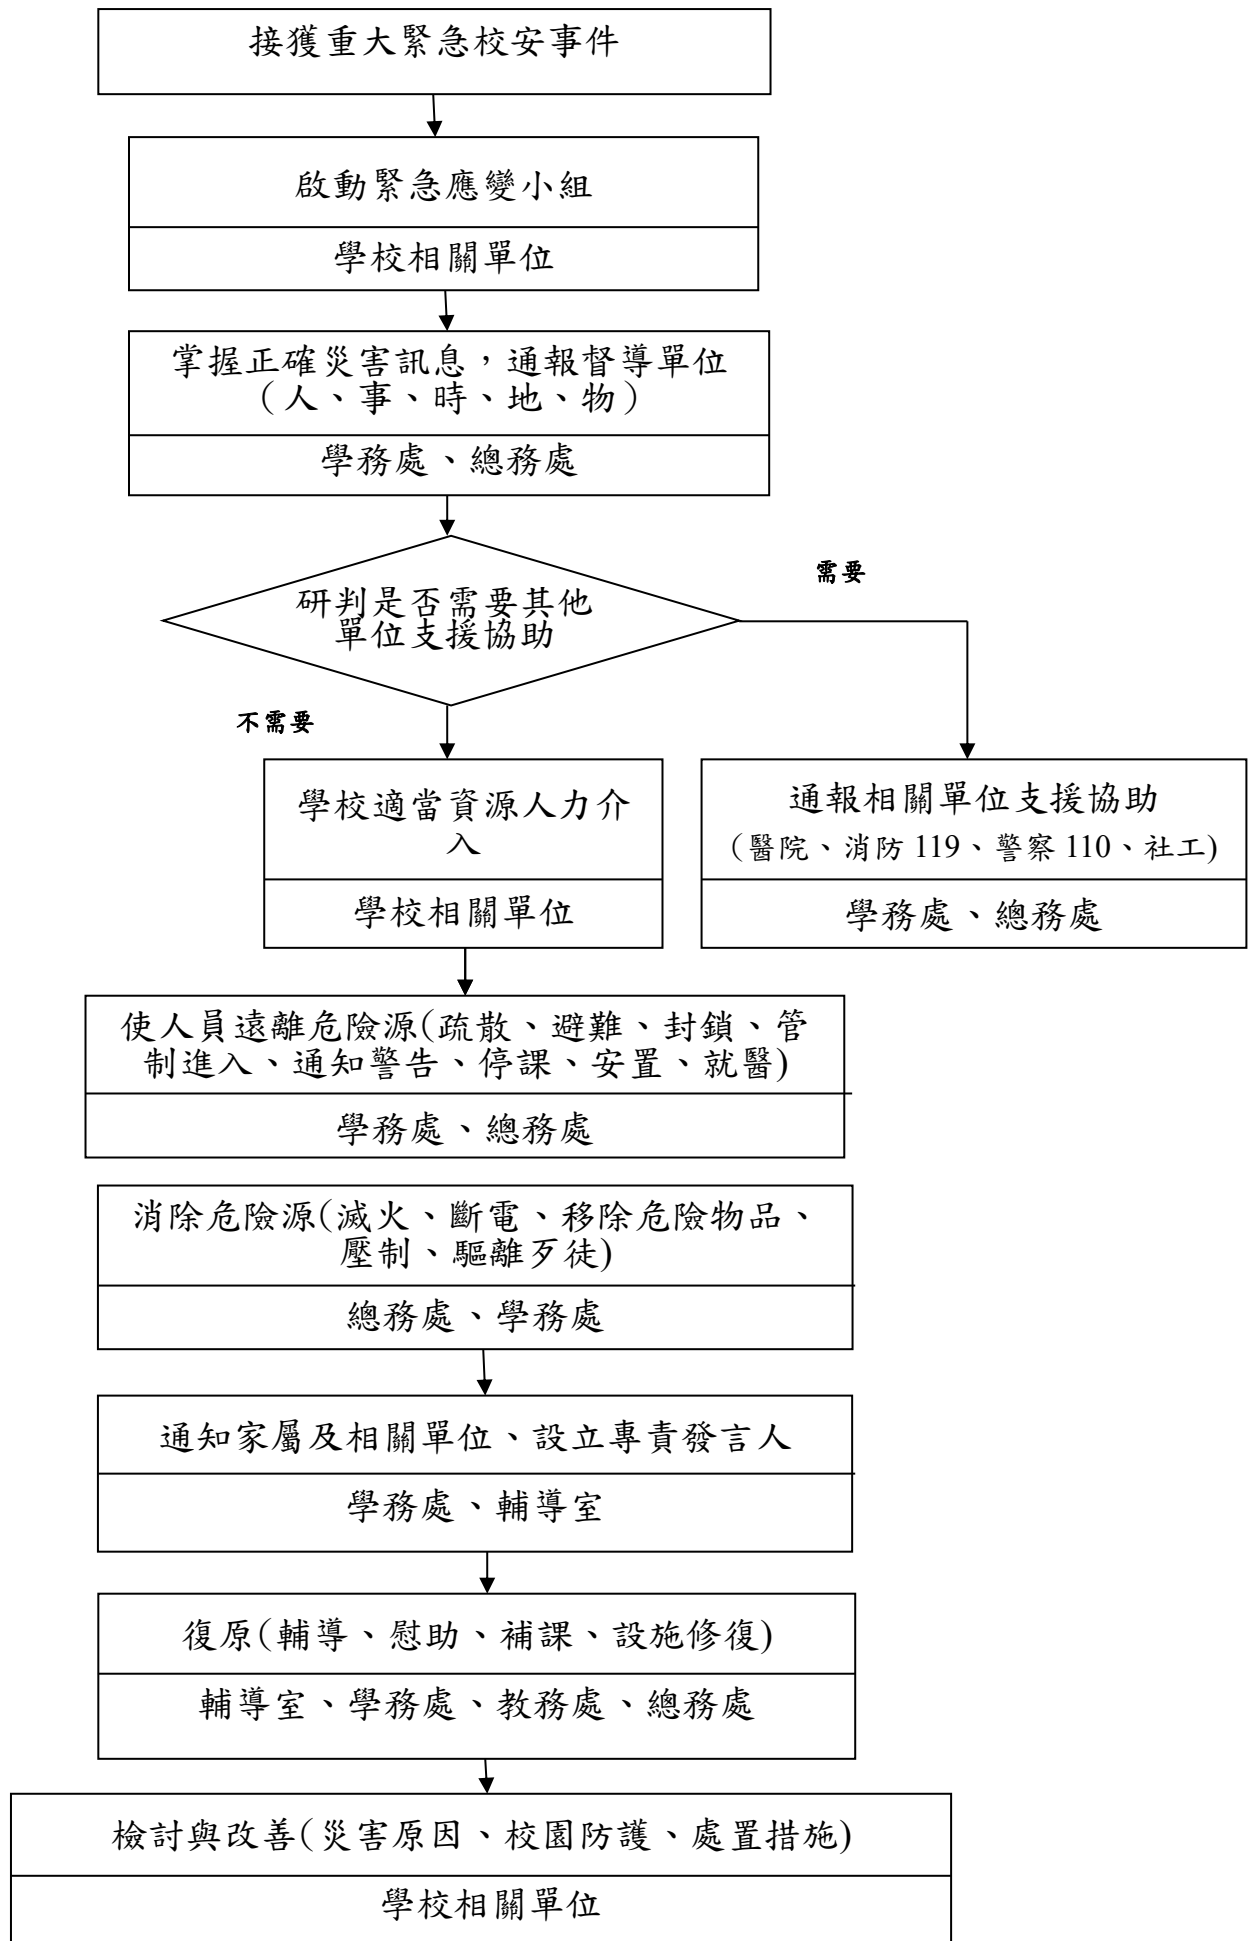 接獲重大緊急校安事件
啟動緊急應變小組
學校相關單位
掌握正確災害訊息，通報督導單位
（人、事、時、地、物）
學務處、總務處
研判是否需要其他
單位支援協助
需要
不需要
學校適當資源人力介
入
學校相關單位
通報相關單位支援協助
（醫院、消防 119、警察 110、社工)
學務處、總務處
使人員遠離危險源(疏散、避難、封鎖、管
制進入、通知警告、停課、安置、就醫)
學務處、總務處
消除危險源(滅火、斷電、移除危險物品、
壓制、驅離歹徒)
總務處、學務處
通知家屬及相關單位、設立專責發言人
學務處、輔導室
復原(輔導、慰助、補課、設施修復)
輔導室、學務處、教務處、總務處
檢討與改善(災害原因、校園防護、處置措施)
學校相關單位